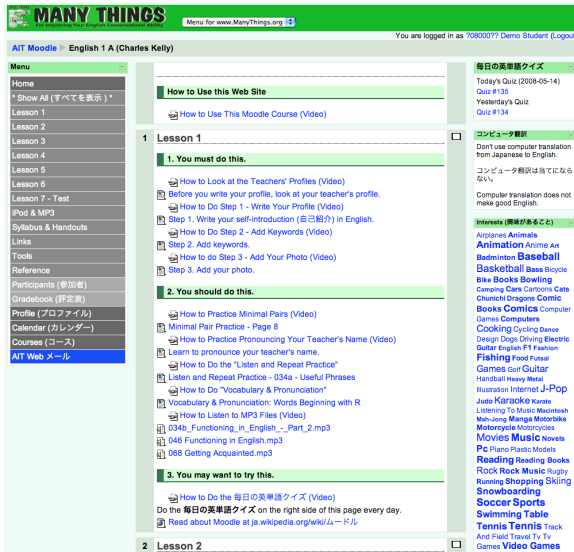 MANY THINGS
For Improving Your English Conversational Ability
Menu for www.ManyThings.org
You are logged in as ?08000?? Demo Student (Logout
AIT Moodle ▶ English 1 A (Charles Kelly)
Menu
Home
* Show All (すべてを表示 ) *
Lesson 1
Lesson 2
Lesson 3
Lesson 4
Lesson 5
Lesson 6
Lesson 7 - Test
iPod & MP3
Syllabus & Handouts
Links
Tools
Reference
Participants (参加者)
Gradebook (評定表)
Profile (プロファイル)
Calendar (カレンダー)
Courses (コース)
AIT Web メール
How to Use this Web Site
How to Use This Moodle Course (Video)
1 Lesson 1
1. You must do this.
How to Look at the Teachers' Profiles (Video)
Before you write your profile, look at your teacher's profile.
How to Do Step 1 - Write Your Profile (Video)
Step 1. Write your self-introduction (自己紹介) in English.
How to Do Step 2 - Add Keywords (Video)
Step 2. Add keywords.
How to do Step 3 - Add Your Photo (Video)
Step 3. Add your photo.
2. You should do this.
How to Practice Minimal Pairs (Video)
Minimal Pair Practice - Page 8
How to Practice Pronouncing Your Teacher's Name (Video)
Learn to pronounce your teacher's name.
How to Do the "Listen and Repeat Practice"
Listen and Repeat Practice - 034a - Useful Phrases
How to Do "Vocabulary & Pronunciation"
Vocabulary & Pronunciation: Words Beginning with R
How to Listen to MP3 Files (Video)
034b_Functioning_in_English_-_Part_2.mp3
046 Functioning in English.mp3
068 Getting Acquainted.mp3
3. You may want to try this.
How to Do the 毎日の英単語クイズ (Video)
Do the 毎日の英単語クイズ on the right side of this page every day.
Read about Moodle at ja.wikipedia.org/wiki/ムードル
2 Lesson 2
毎日の英単語クイズ
Today's Quiz (2008-05-14)
Quiz #135
Yesterday's Quiz
Quiz #134
コンピュータ翻訳
Don't use computer translation
from Japanese to English.
コンピュータ翻訳は当てになら
ない。
Computer translation does not
make good English.
Interests (興味があること)
Airplanes Animals
Animation Anime Art
Badminton Baseball
Basketball Bass Bicycle
Bike Books Bowling
Camping Cars Cartoons Cats
Chunichi Dragons Comic
Books Comics Computer
Games Computers
Cooking Cycling Dance
Design Dogs Driving Electric
Guitar English F1 Fashion
Fishing Food Futsal
Games Golf Guitar
Handball Heavy Metal
Illustration Internet J-Pop
Judo Karaoke Karate
Listening To Music Macintosh
Mah-Jong Manga Motorbike
Motorcycle Motorcycles
Movies Music Novels
Pc Piano Plastic Models
Reading Reading Books
Rock Rock Music Rugby
Running Shopping Skiing
Snowboarding
Soccer Sports
Swimming Table
Tennis Tennis Track
And Field Travel Tv Tv
Games Video Games